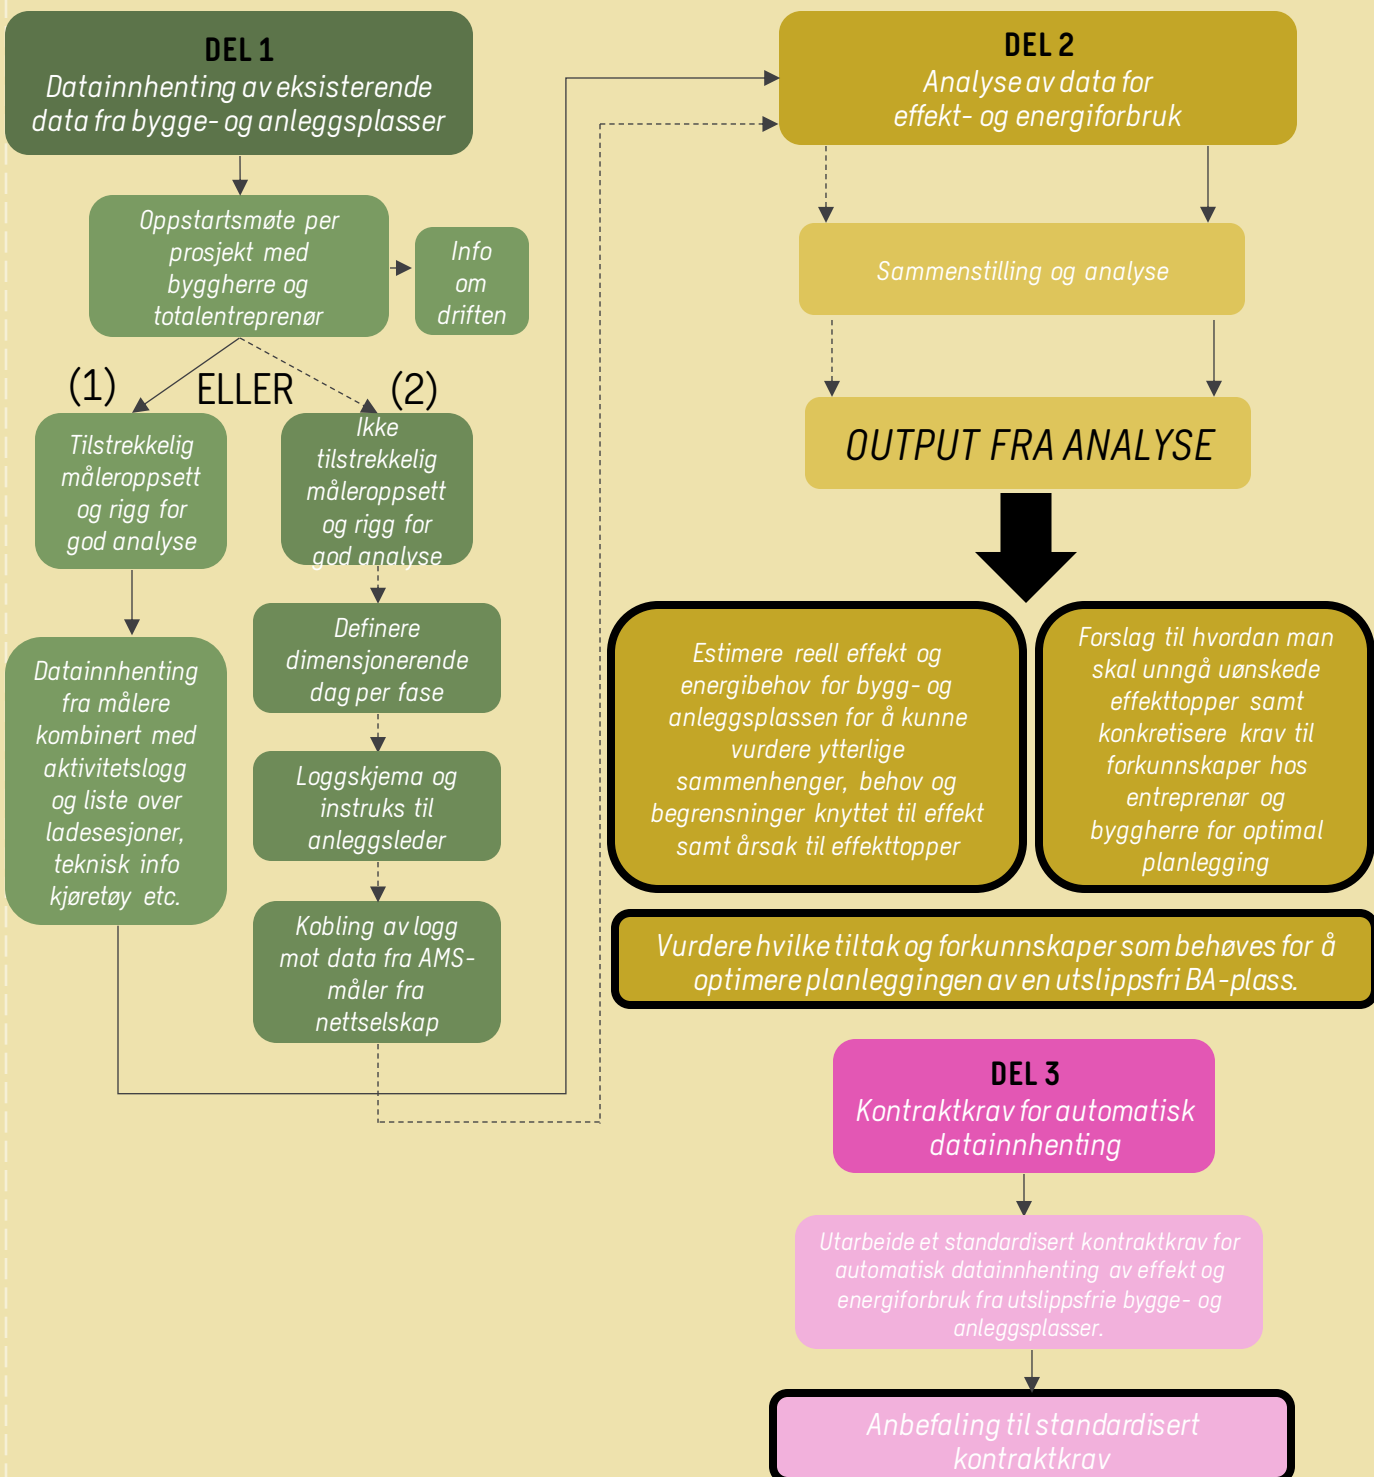 DEL 1
Datainnhenting av eksisterende
data fra bygge- og anleggsplasser
Oppstartsmøte per
prosjekt med
byggherre og
totalentreprenør
Info
om
driften
(1)
ELLER
(2)
Tilstrekkelig
måleroppsett
og rigg for
god analyse
Ikke
tilstrekkelig
måleroppsett
og rigg for
god analyse
Datainnhenting
fra målere
kombinert med
aktivitetslogg
og liste over
ladesesjoner,
teknisk info
kjøretøy etc.
Definere
dimensjonerende
dag per fase
Loggskjema og
instruks til
anleggsleder
Kobling av logg
mot data fra AMS-
måler fra
nettselskap
DEL 2
Analyse av data for
effekt- og energiforbruk
Sammenstilling og analyse
OUTPUT FRA ANALYSE
Estimere reell effekt og
energibehov for bygg- og
anleggsplassen for å kunne
vurdere ytterlige
sammenhenger, behov og
begrensninger knyttet til effekt
samt årsak til effekttopper
Forslag til hvordan man
skal unngå uønskede
effekttopper samt
konkretisere krav til
forkunnskaper hos
entreprenør og
byggherre for optimal
planlegging
Vurdere hvilke tiltak og forkunnskaper som behøves for å
optimere planleggingen av en utslippsfri BA-plass.
DEL 3
Kontraktkrav for automatisk
datainnhenting
Utarbeide et standardisert kontraktkrav for
automatisk datainnhenting av effekt og
energiforbruk fra utslippsfrie bygge- og
anleggsplasser.
Anbefaling til standardisert
kontraktkrav